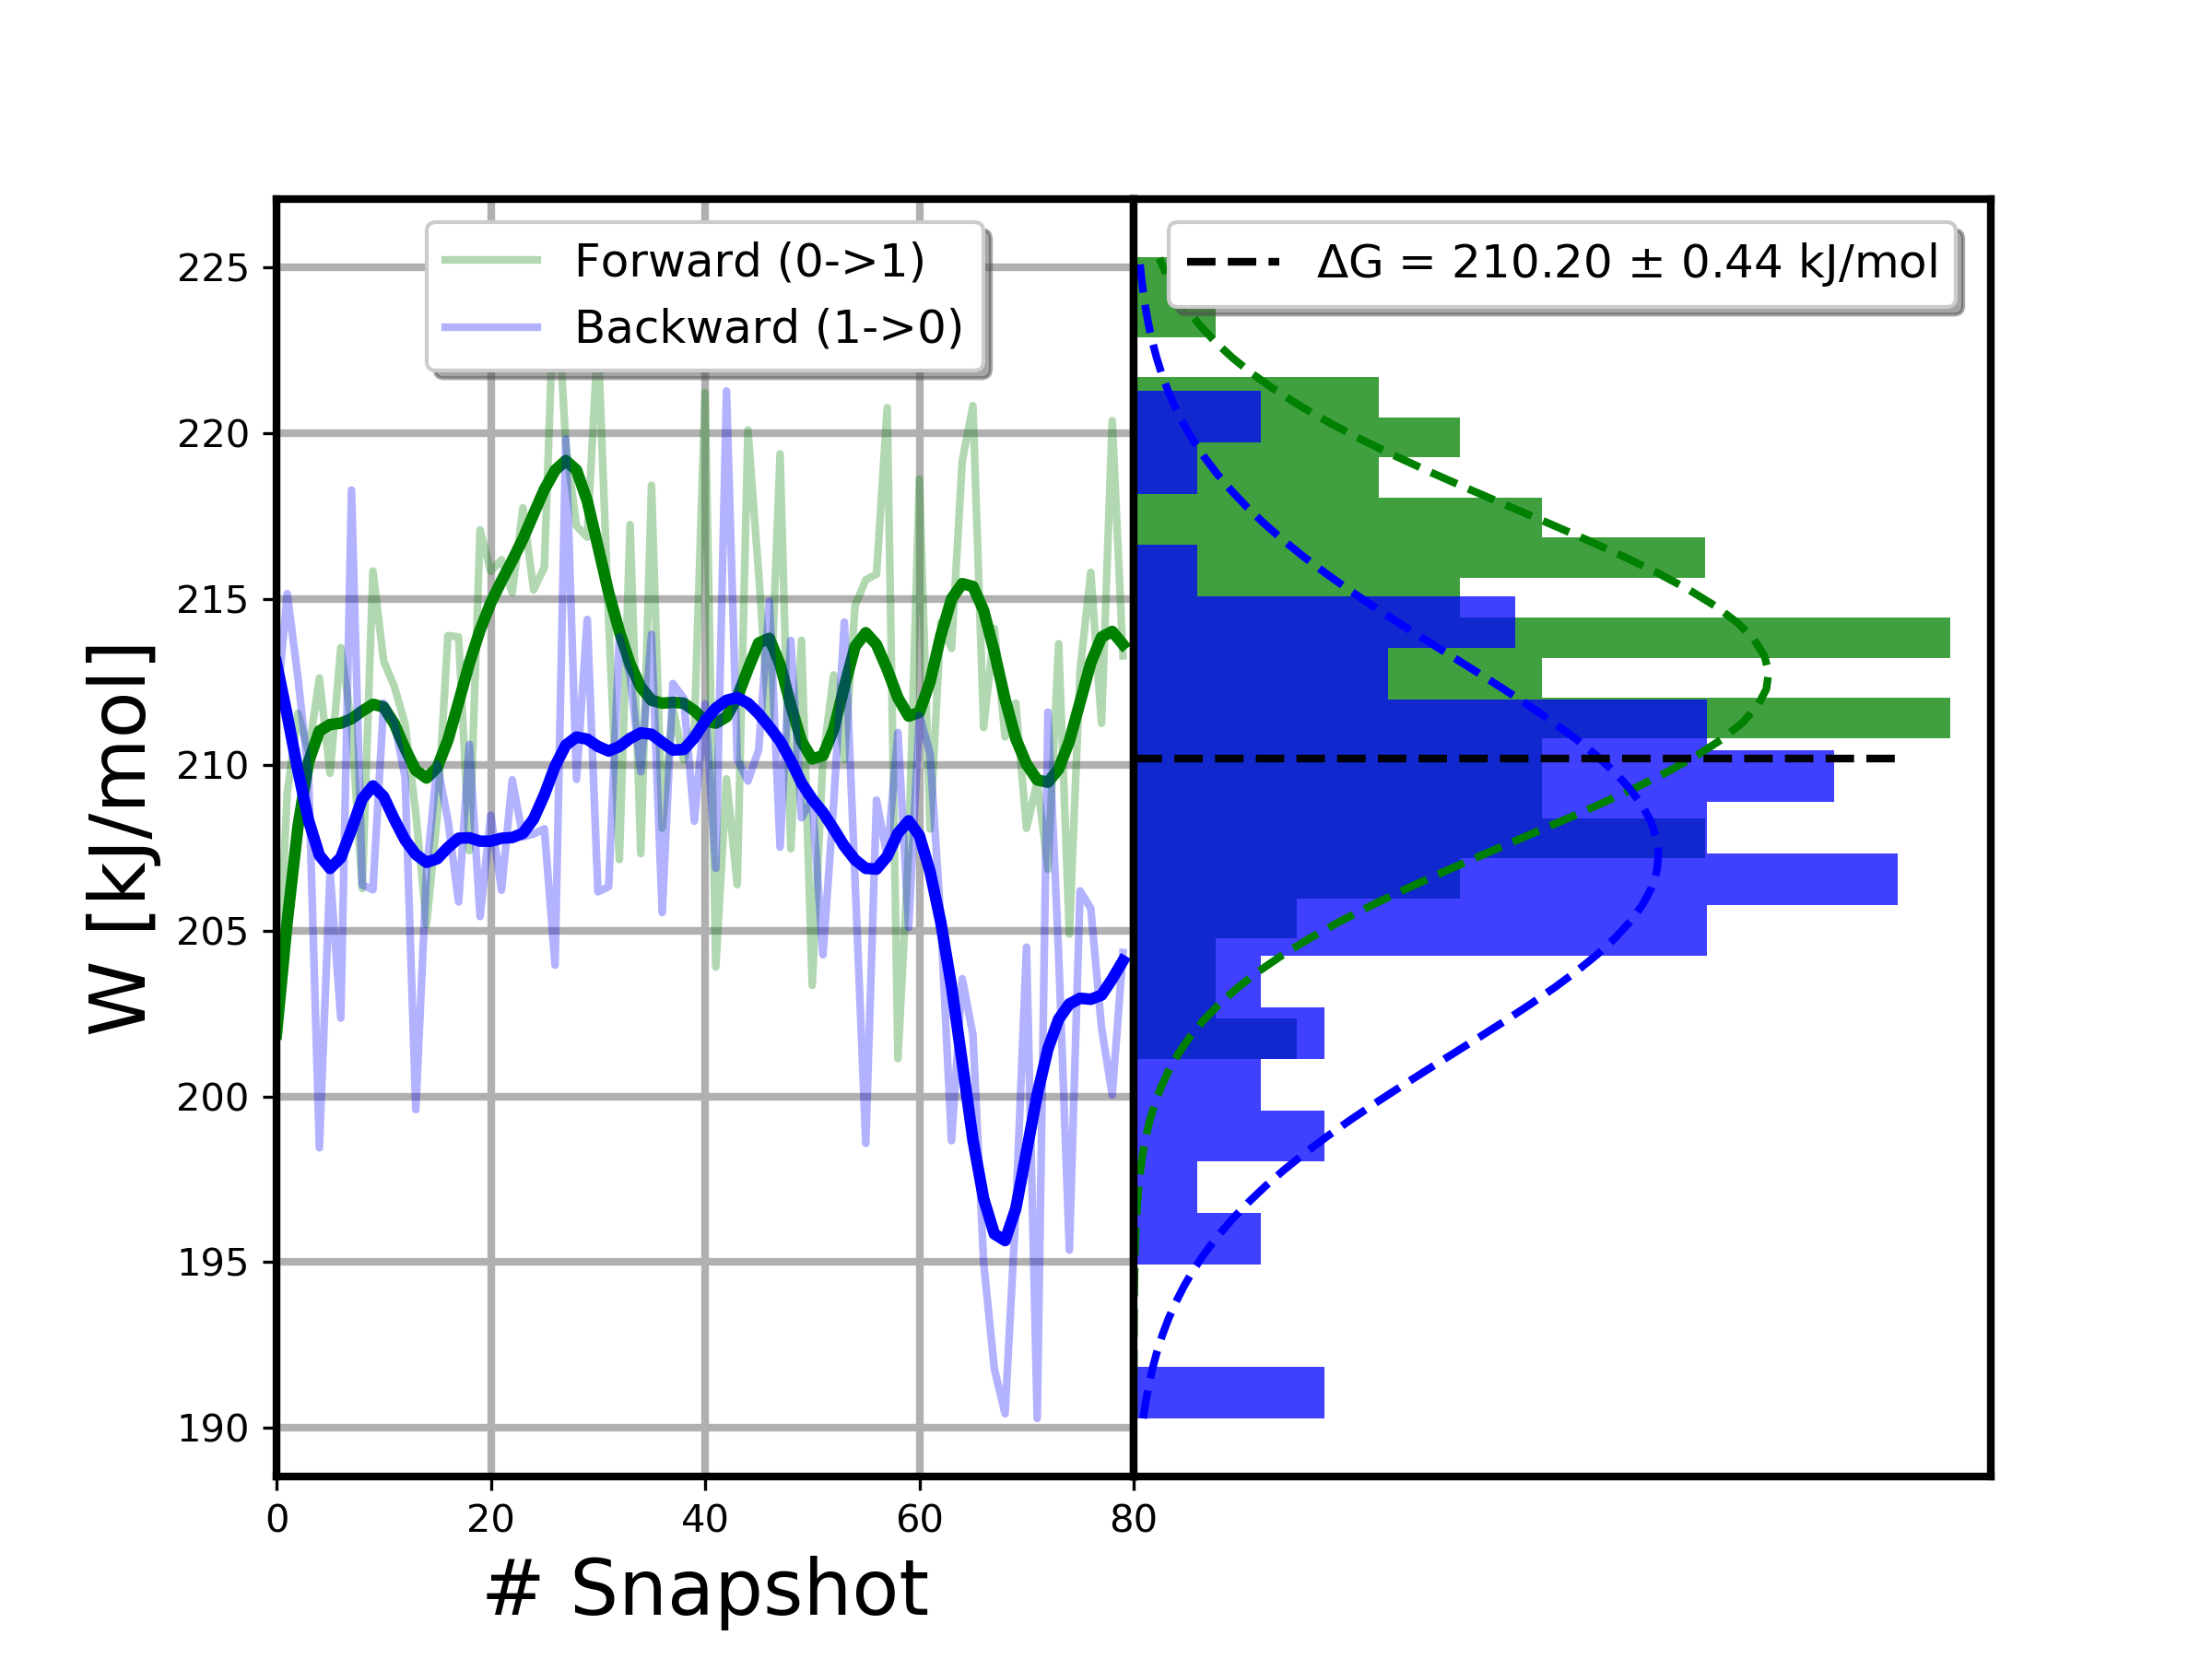 Forward (0->1)
Backward (1->0)
ΔG = 210.20 ± 0.44 kJ/mol
W [kJ/mol]
225
220
215
210
205
200
195
190
0 20 40 60 80
# Snapshot